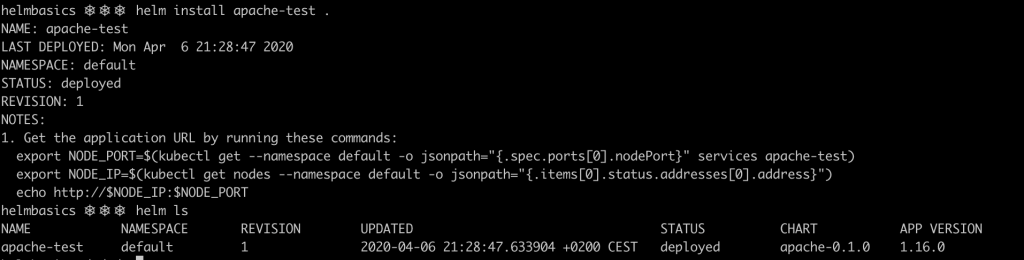 helmbasics ❄❄❄ helm install apache-test .
NAME: apache-test
LAST DEPLOYED: Mon Apr  6 21:28:47 2020
NAMESPACE: default
STATUS: deployed
REVISION: 1
NOTES:
1. Get the application URL by running these commands:
  export NODE_PORT=$(kubectl get --namespace default -o jsonpath="{.spec.ports[0].nodePort}" services apache-test)
  export NODE_IP=$(kubectl get nodes --namespace default -o jsonpath="{.items[0].status.addresses[0].address}")
  echo http://$NODE_IP:$NODE_PORT
helmbasics ❄❄❄ helm ls
NAME NAMESPACE REVISION UPDATED STATUS CHART APP VERSION
apache-test default 1 2020-04-06 21:28:47.633904 +0200 CEST deployed apache-0.1.0 1.16.0